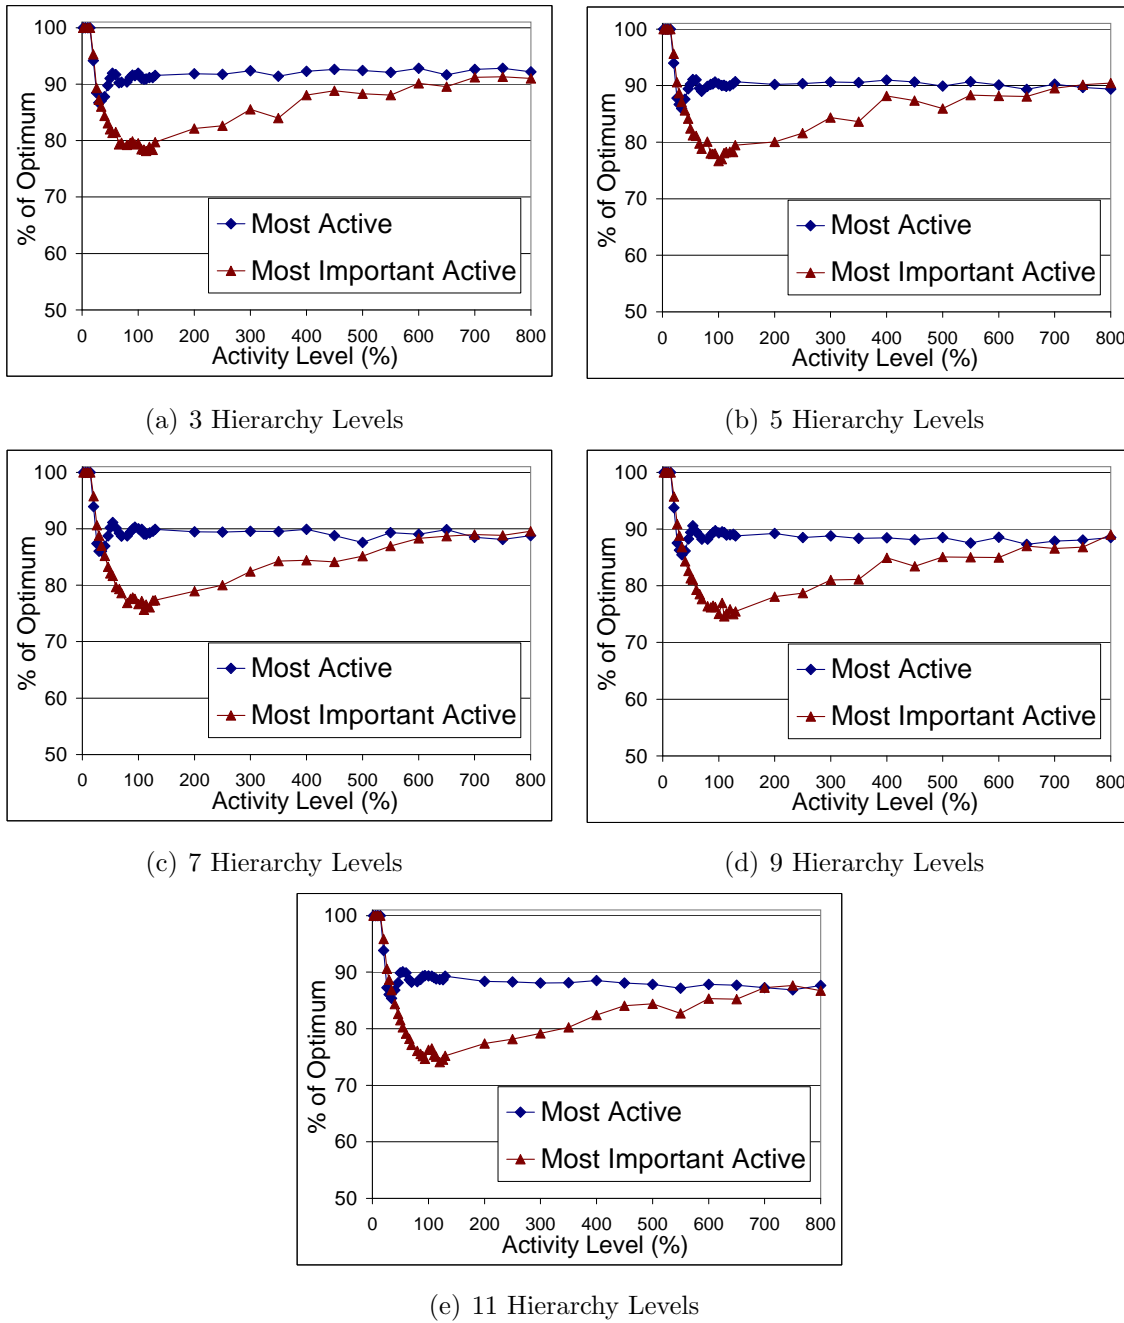 100
90
80
70
60
50
% of Optimum
Most Active
Most Important Active
0 100 200 300 400 500 600 700 800
Activity Level (%)
(a) 3 Hierarchy Levels
100
90
80
70
60
50
% of Optimum
Most Active
Most Important Active
0 100 200 300 400 500 600 700 800
Activity Level (%)
(b) 5 Hierarchy Levels
100
90
80
70
60
50
% of Optimum
Most Active
Most Important Active
0 100 200 300 400 500 600 700 800
Activity Level (%)
(c) 7 Hierarchy Levels
100
90
80
70
60
50
% of Optimum
Most Active
Most Important Active
0 100 200 300 400 500 600 700 800
Activity Level (%)
(d) 9 Hierarchy Levels
100
90
80
70
60
50
% of Optimum
Most Active
Most Important Active
0 100 200 300 400 500 600 700 800
Activity Level (%)
(e) 11 Hierarchy Levels